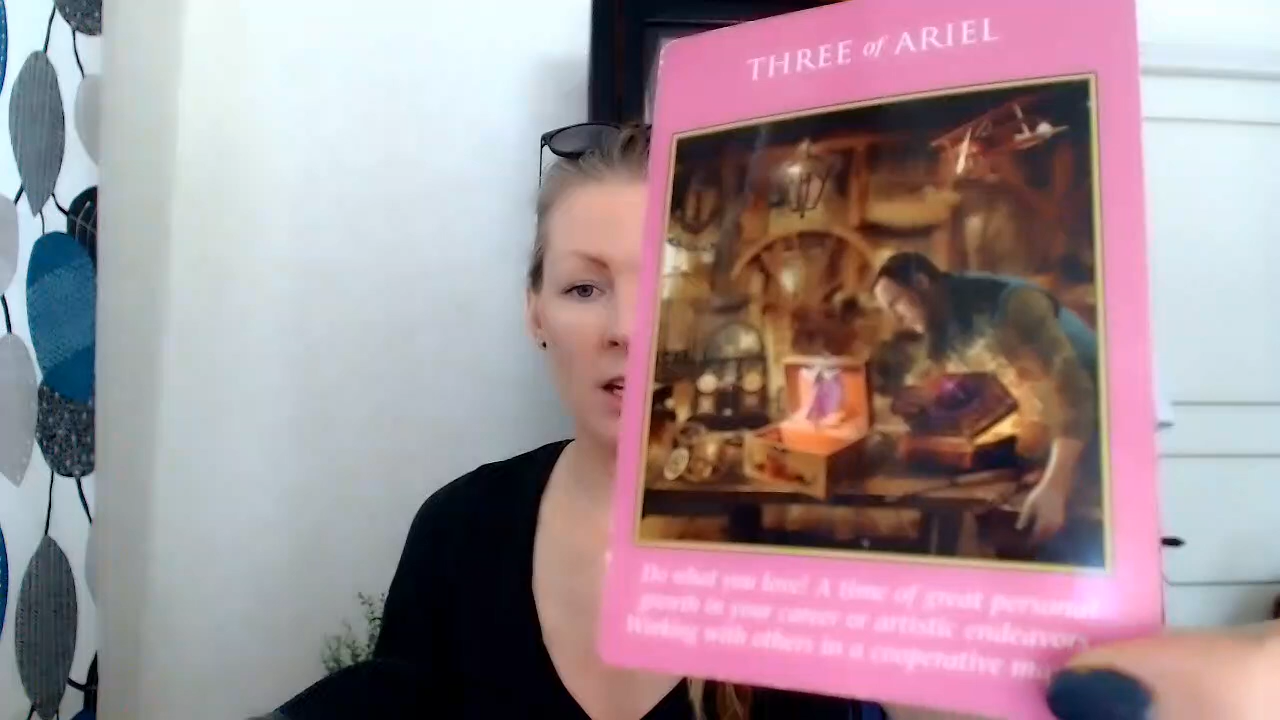 THREE of ARIEL
Do what you love! A time of great personal
growth in your career or artistic endeavors.
Working with others in a cooperative